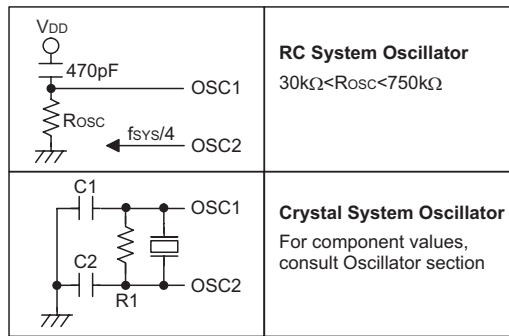 VDD
470pF
OSC1
ROSC
fSYS/4
OSC2
RC System Oscillator
30kΩ<ROSC<750kΩ
C1
OSC1
C2
R1
OSC2
Crystal System Oscillator
For component values,
consult Oscillator section